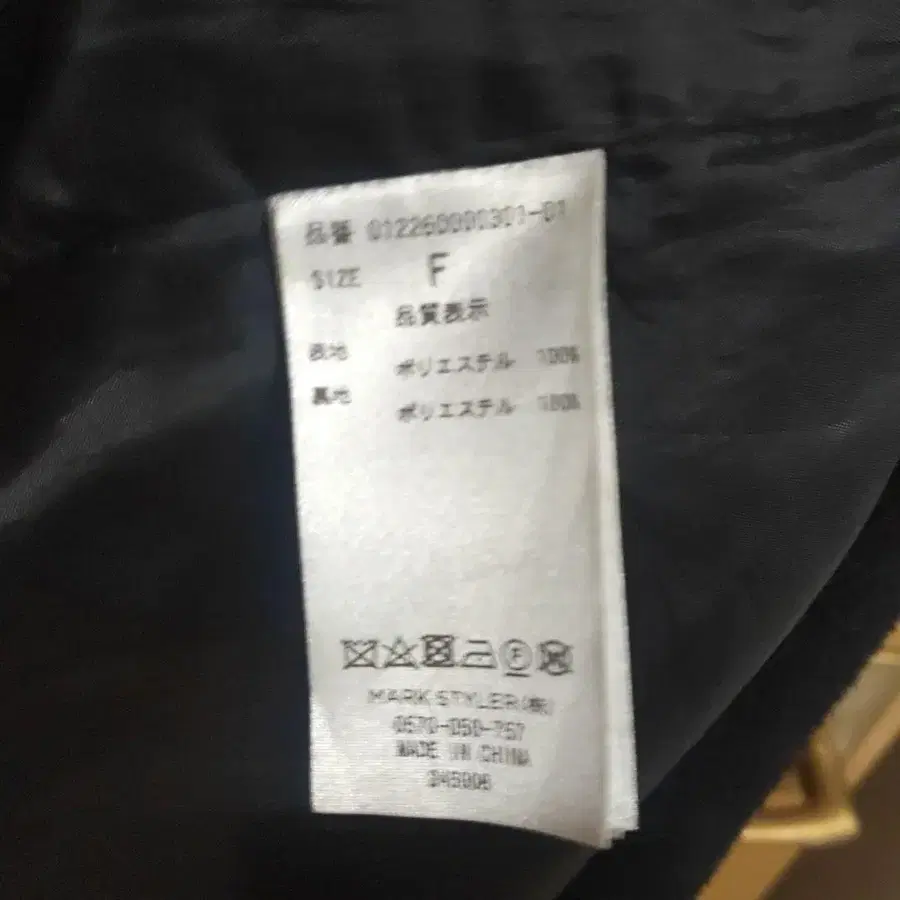 品番 012260000301-01
SIZE F
品質表示
表地 ポリエステル 100%
裏地 ポリエステル 100%
MARK STYLER(株)
0570-050-757
MADE IN CHINA